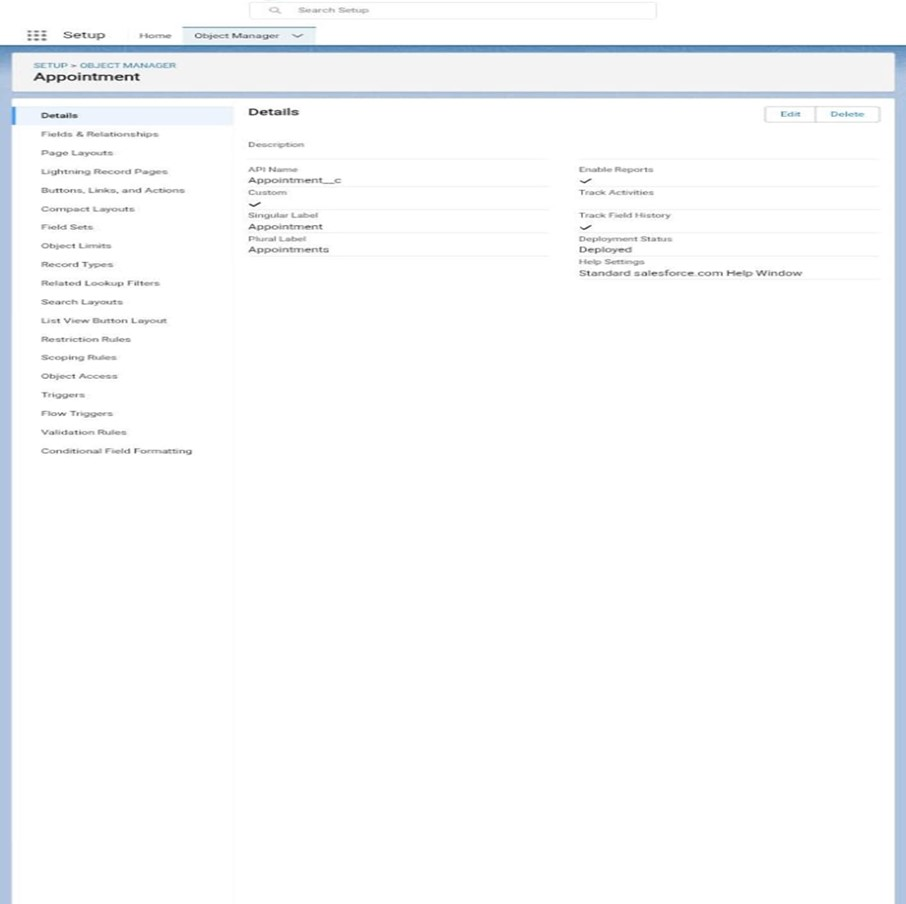 Search Setup
Setup
Home
Object Manager
SETUP > OBJECT MANAGER
Appointment
Details
Fields & Relationships
Page Layouts
Lightning Record Pages
Buttons, Links, and Actions
Compact Layouts
Field Sets
Object Limits
Record Types
Related Lookup Filters
Search Layouts
List View Button Layout
Restriction Rules
Scoping Rules
Object Access
Triggers
Flow Triggers
Validation Rules
Conditional Field Formatting
Details
Edit
Delete
Description
API Name
Appointment__c
Custom
✓
Singular Label
Appointment
Plural Label
Appointments
Enable Reports
✓
Track Activities
Track Field History
✓
Deployment Status
Deployed
Help Settings
Standard salesforce.com Help Window